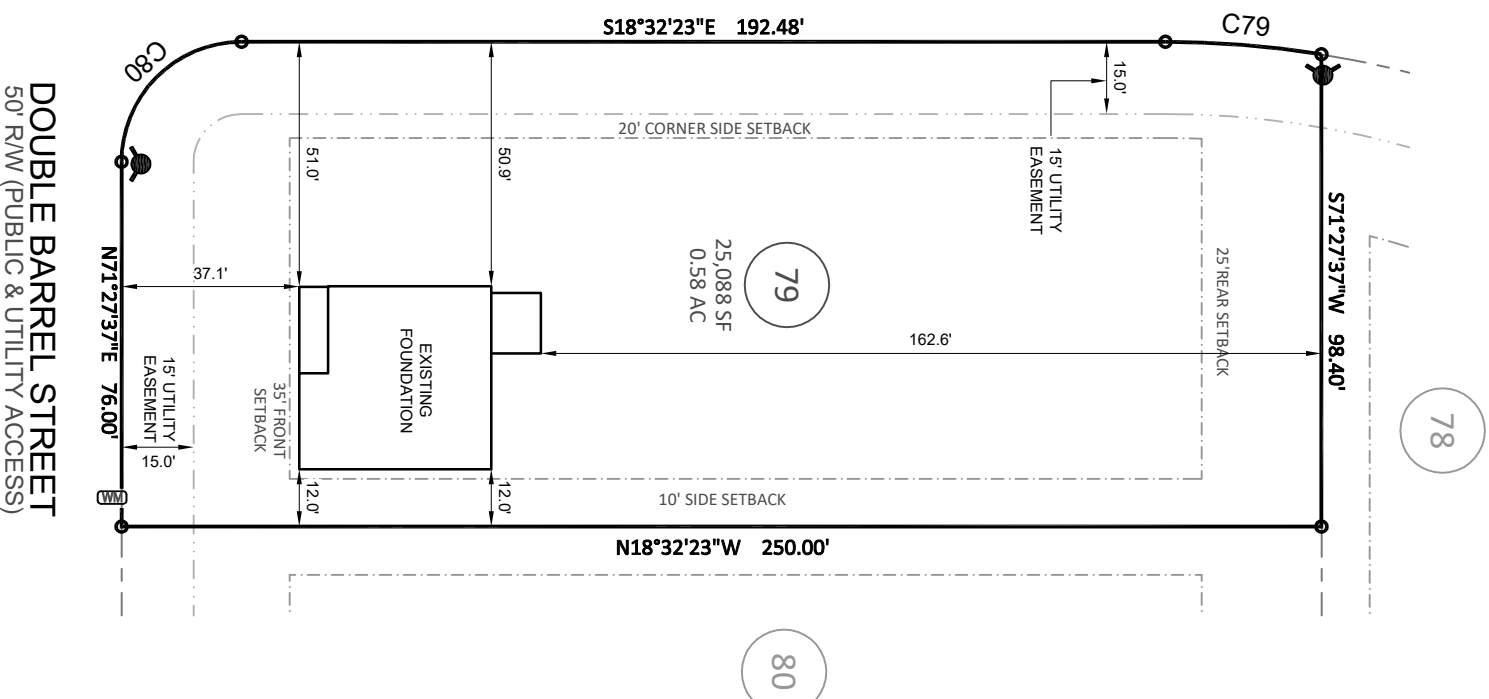 S18°32'23"E 192.48'
C79
C80
15.0'
15' UTILITY
EASEMENT
20' CORNER SIDE SETBACK
51.0'
50.9'
S71°27'37"W 98.40'
25'REAR SETBACK
79
25,088 SF
0.58 AC
162.6'
37.1'
N71°27'37"E 76.00'
DOUBLE BARREL STREET
50' R/W (PUBLIC & UTILITY ACCESS)
EXISTING
FOUNDATION
35' FRONT
SETBACK
15' UTILITY
EASEMENT
15.0'
WM
12.0'
12.0'
10' SIDE SETBACK
N18°32'23"W 250.00'
78
80